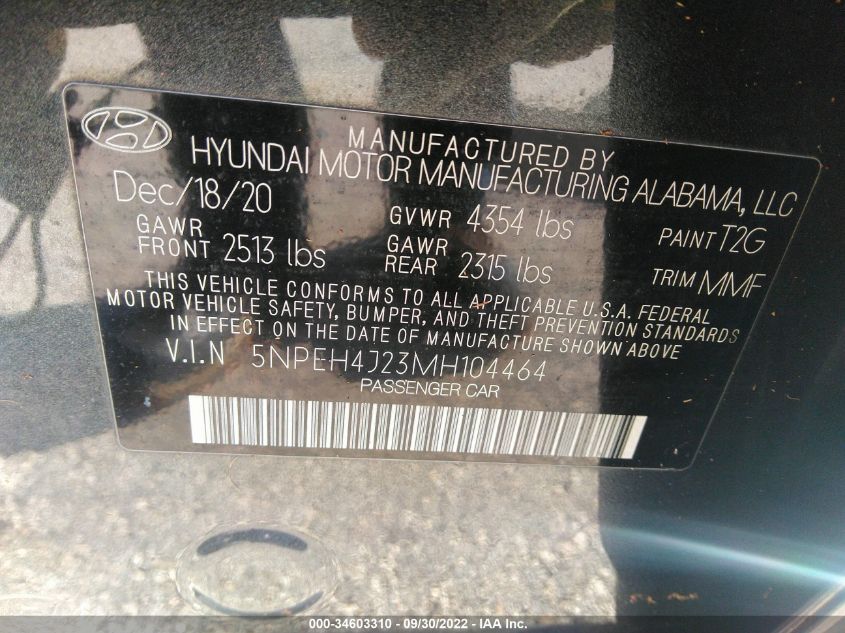 MANUFACTURED BY
HYUNDAI MOTOR MANUFACTURING ALABAMA, LLC
Dec/18/20 GVWR 4354 lbs PAINT T2G
GAWR FRONT 2513 lbs GAWR REAR 2315 lbs TRIM MMF
THIS VEHICLE CONFORMS TO ALL APPLICABLE U.S.A. FEDERAL
MOTOR VEHICLE SAFETY, BUMPER, AND THEFT PREVENTION STANDARDS
IN EFFECT ON THE DATE OF MANUFACTURE SHOWN ABOVE
V.I.N 5NPEH4J23MH104464
PASSENGER CAR
000-34603310 - 09/30/2022 - IAA Inc.